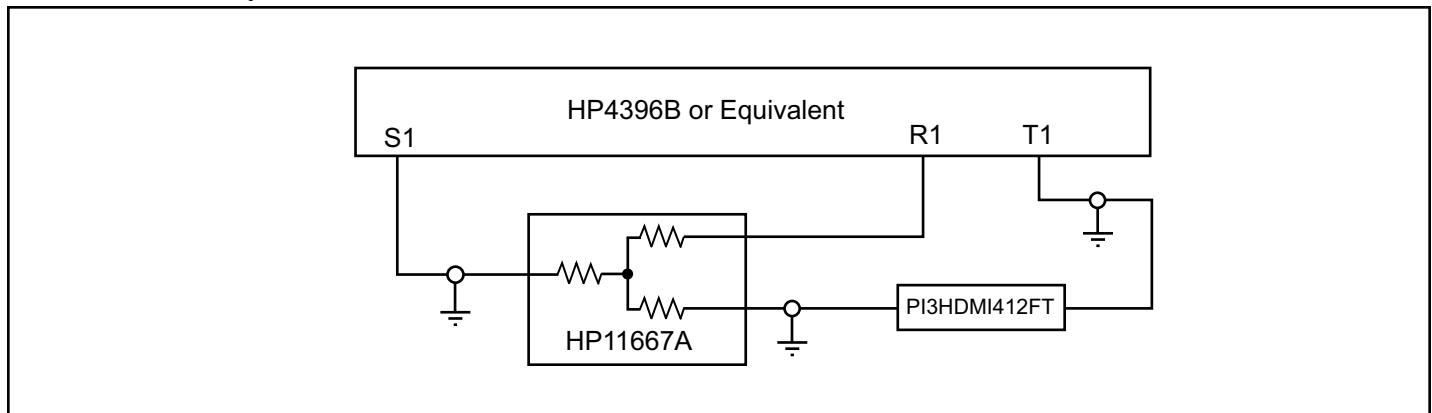 HP4396B or Equivalent
S1
R1
T1
PI3HDMI412FT
HP11667A